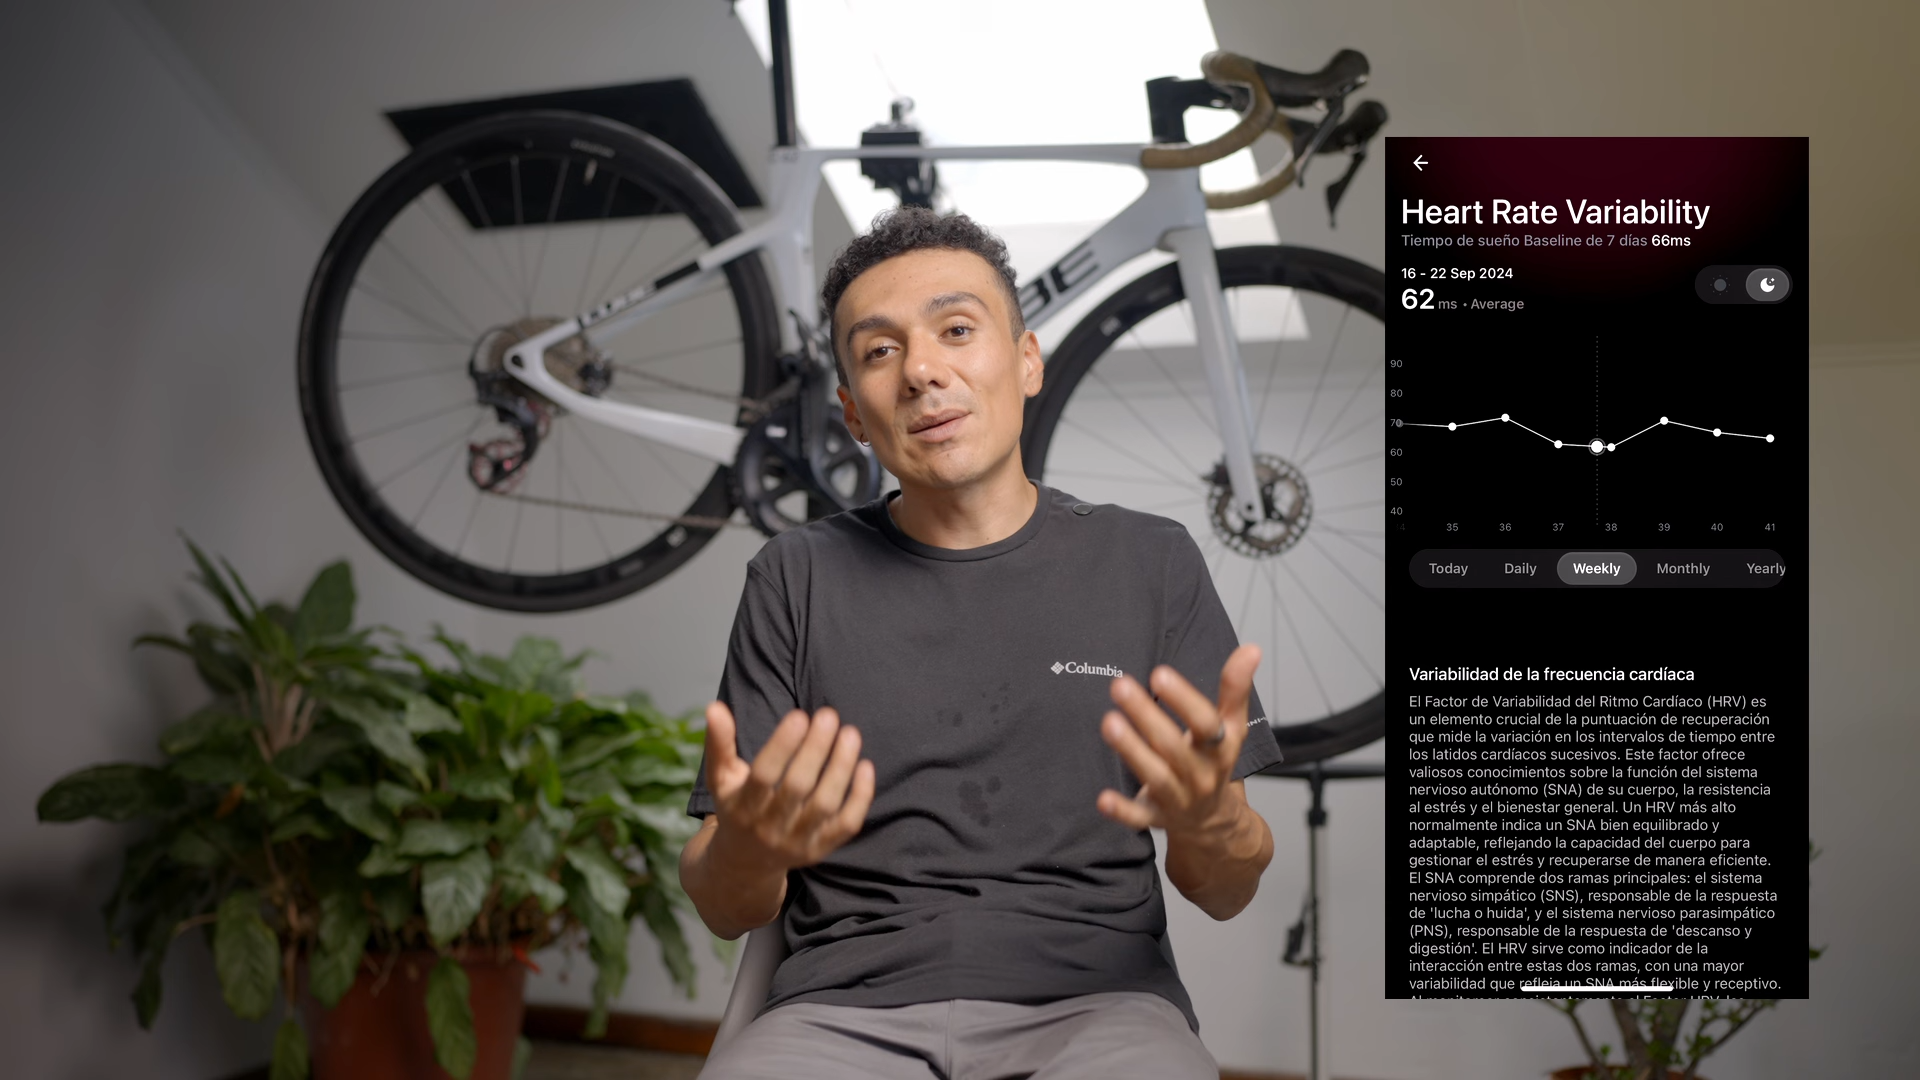 CUBE
BE
Columbia
Heart Rate Variability
Tiempo de sueño Baseline de 7 días 66ms
16 - 22 Sep 2024
62 ms • Average
90
80
70
60
50
40
35 36 37 38 39 40 41
Today Daily Weekly Monthly Yearly
Variabilidad de la frecuencia cardíaca
El Factor de Variabilidad del Ritmo Cardíaco (HRV) es
un elemento crucial de la puntuación de recuperación
que mide la variación en los intervalos de tiempo entre
los latidos cardíacos sucesivos. Este factor ofrece
valiosos conocimientos sobre la función del sistema
nervioso autónomo (SNA) de su cuerpo, la resistencia
al estrés y el bienestar general. Un HRV más alto
normalmente indica un SNA bien equilibrado y
adaptable, reflejando la capacidad del cuerpo para
gestionar el estrés y recuperarse de manera eficiente.
El SNA comprende dos ramas principales: el sistema
nervioso simpático (SNS), responsable de la respuesta
de 'lucha o huida', y el sistema nervioso parasimpático
(PNS), responsable de la respuesta de 'descanso y
digestión'. El HRV sirve como indicador de la
interacción entre estas dos ramas, con una mayor
variabilidad que refleja un SNA más flexible y receptivo.